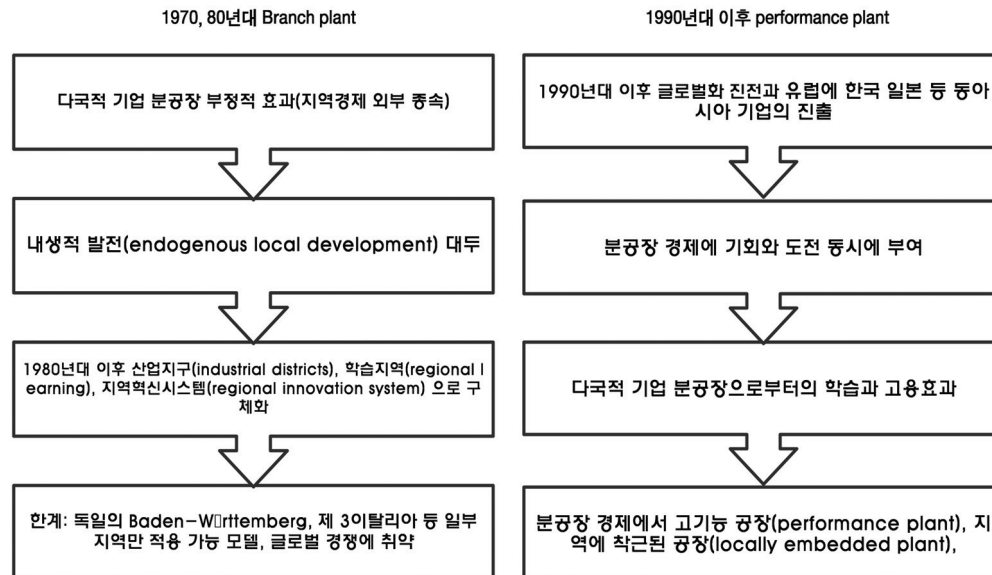 1970, 80년대 Branch plant
다국적 기업 분공장 부정적 효과(지역경제 외부 종속)
내생적 발전(endogenous local development) 대두
1980년대 이후 산업지구(industrial districts), 학습지역(regional l
earning), 지역혁신시스템(regional innovation system) 으로 구
체화
한계: 독일의 Baden-W□rttemberg, 제 3이탈리아 등 일부
지역만 적용 가능 모델, 글로벌 경쟁에 취약
1990년대 이후 performance plant
1990년대 이후 글로벌화 진전과 유럽에 한국 일본 등 동아
시아 기업의 진출
분공장 경제에 기회와 도전 동시에 부여
다국적 기업 분공장으로부터의 학습과 고용효과
분공장 경제에서 고기능 공장(performance plant), 지
역에 착근된 공장(locally embedded plant),